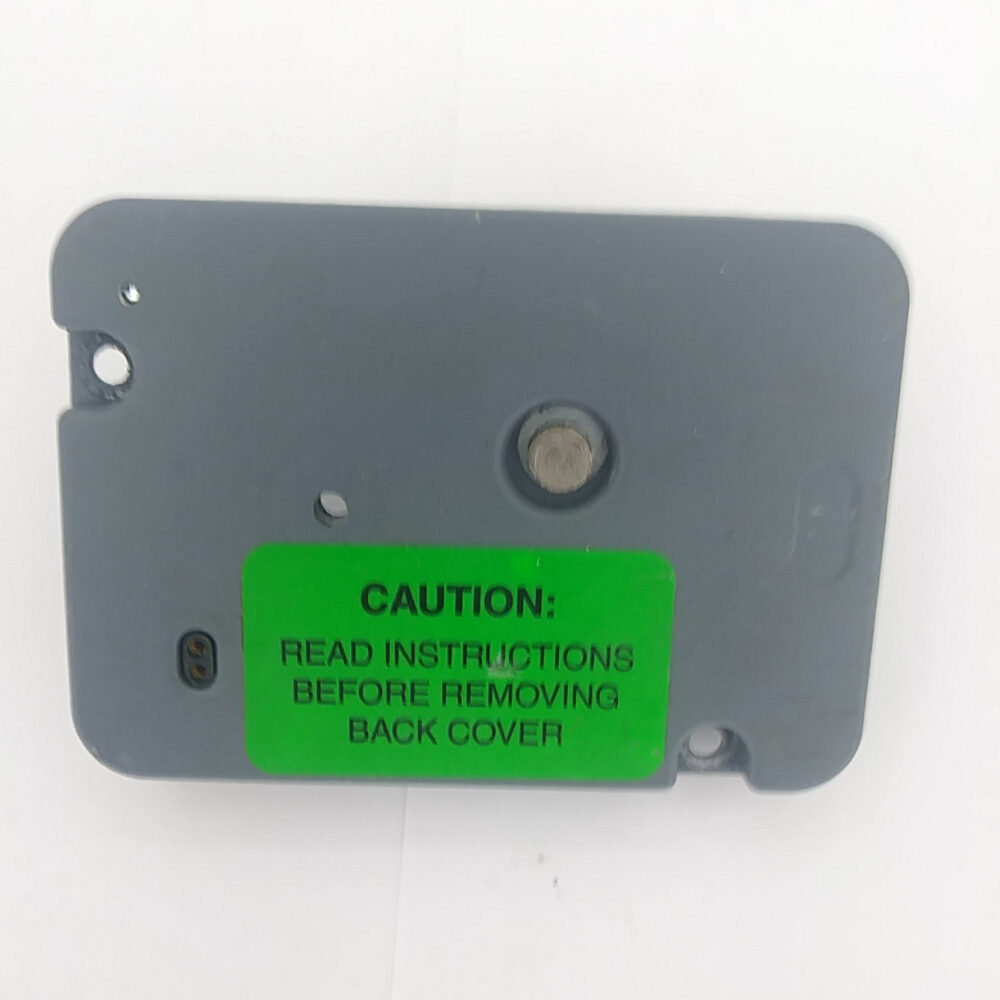 CAUTION:
READ INSTRUCTIONS
BEFORE REMOVING
BACK COVER